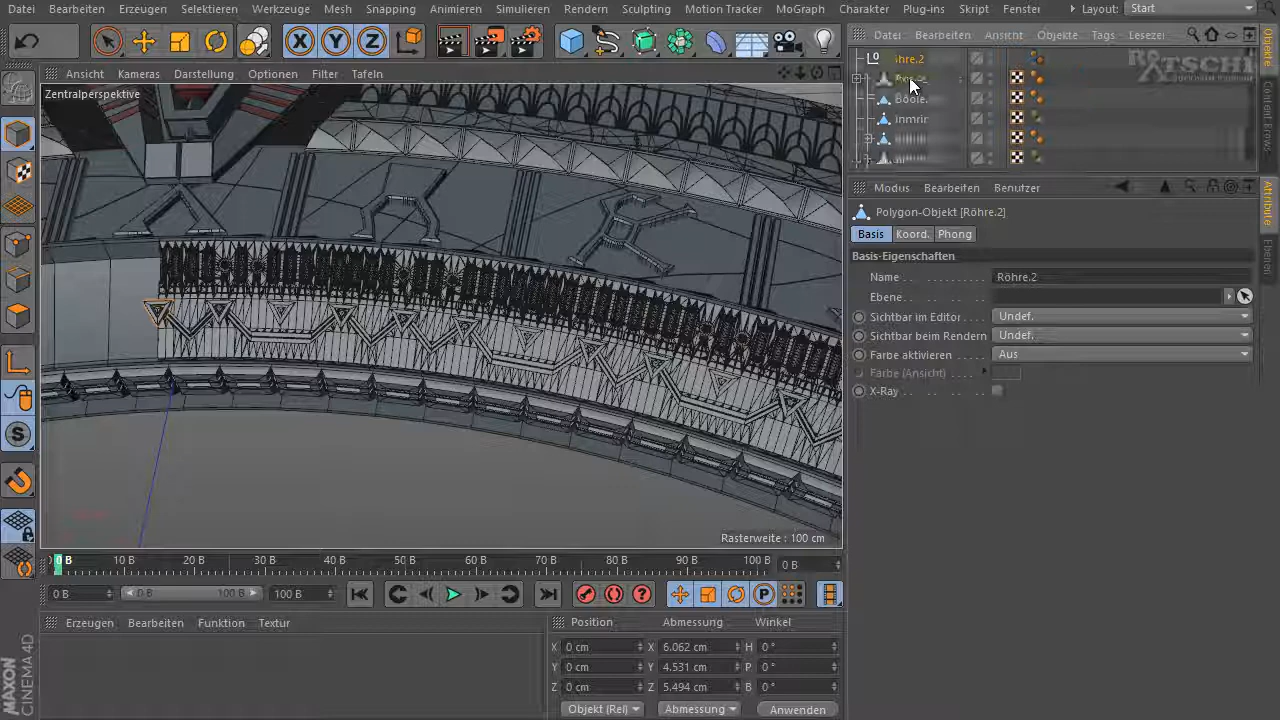 Datei Bearbeiten Erzeugen Selektieren Werkzeuge Mesh Snapping Animieren Simulieren Rendern Sculpting Motion Tracker MoGraph Charakter Plug-ins Skript Fenster Layout: Start
Datei Bearbeiten Ansicht Objekte Tags Lesezei
Ansicht Kameras Darstellung Optionen Filter Tafeln
Zentralperspektive
RATSCHI
Boole.
Objekte
Content Brows
Modus Bearbeiten Benutzer
Polygon-Objekt [Röhre.2]
Basis Koord. Phong
Basis-Eigenschaften
Name Röhre.2
Ebene
Sichtbar im Editor Undef.
Sichtbar beim Rendern Undef.
Farbe aktivieren Aus
Farbe (Ansicht)
X-Ray
Attribute
Ebenen
Rasterweite : 100 cm
0 B 10 B 20 B 30 B 40 B 50 B 60 B 70 B 80 B 90 B 100 B 0 B
0 B 0 B 100 B 100 B
Erzeugen Bearbeiten Funktion Textur
Position Abmessung Winkel
X 0 cm X 6.062 cm H 0 °
Y 0 cm Y 4.531 cm P 0 °
Z 0 cm Z 5.494 cm B 0 °
Objekt (Rel) Abmessung Anwenden
MAXON
CINEMA 4D